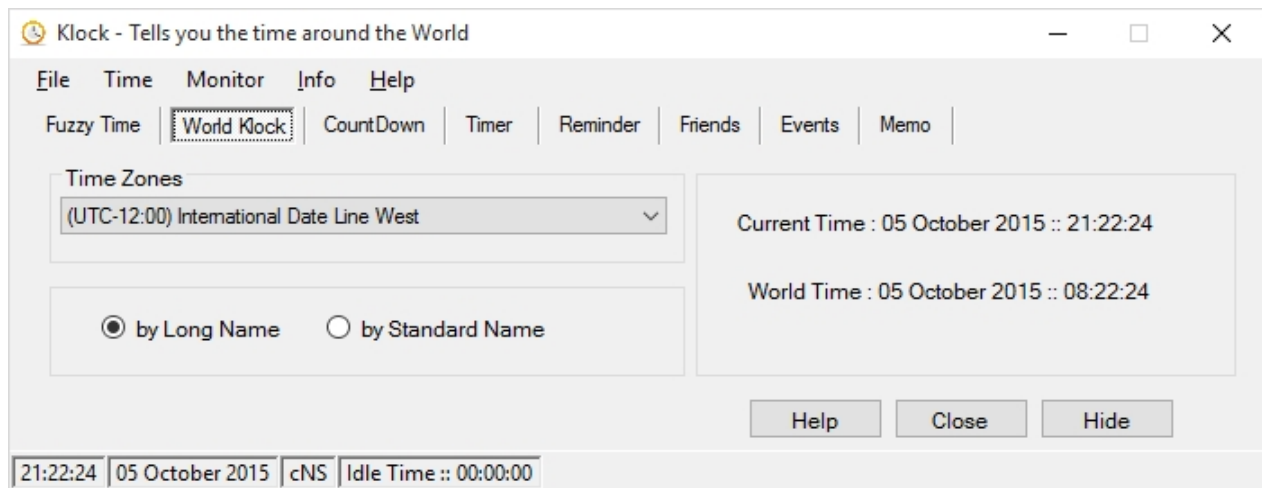 Klock - Tells you the time around the World
File Time Monitor Info Help
Fuzzy Time World Klock CountDown Timer Reminder Friends Events Memo
Time Zones
(UTC-12:00) International Date Line West
Current Time : 05 October 2015 :: 21:22:24
World Time : 05 October 2015 :: 08:22:24
by Long Name by Standard Name
Help Close Hide
21:22:24 05 October 2015 cNS Idle Time :: 00:00:00